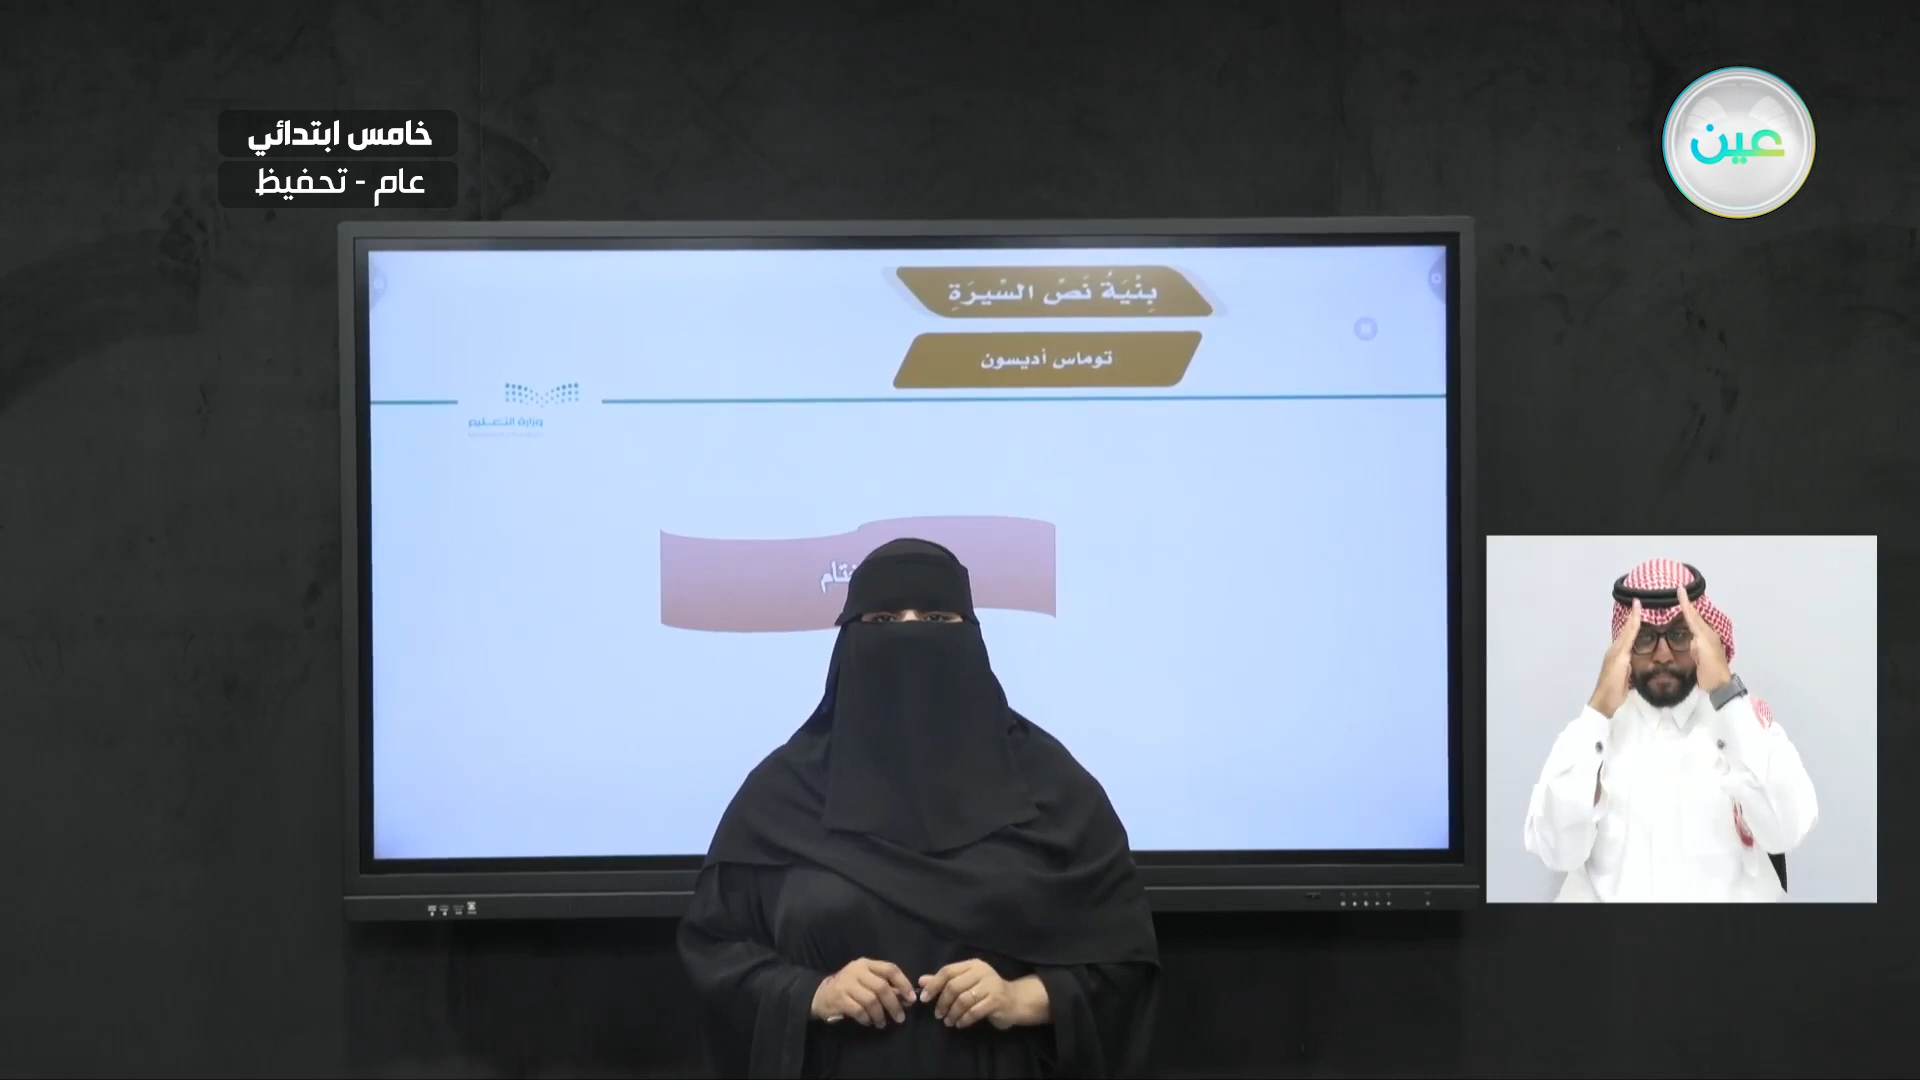 خامس ابتدائي
عام - تحفيظ
عين
بِنْيَةُ نَصِّ السِّيرَةِ
توماس أديسون
وزارة التعليم